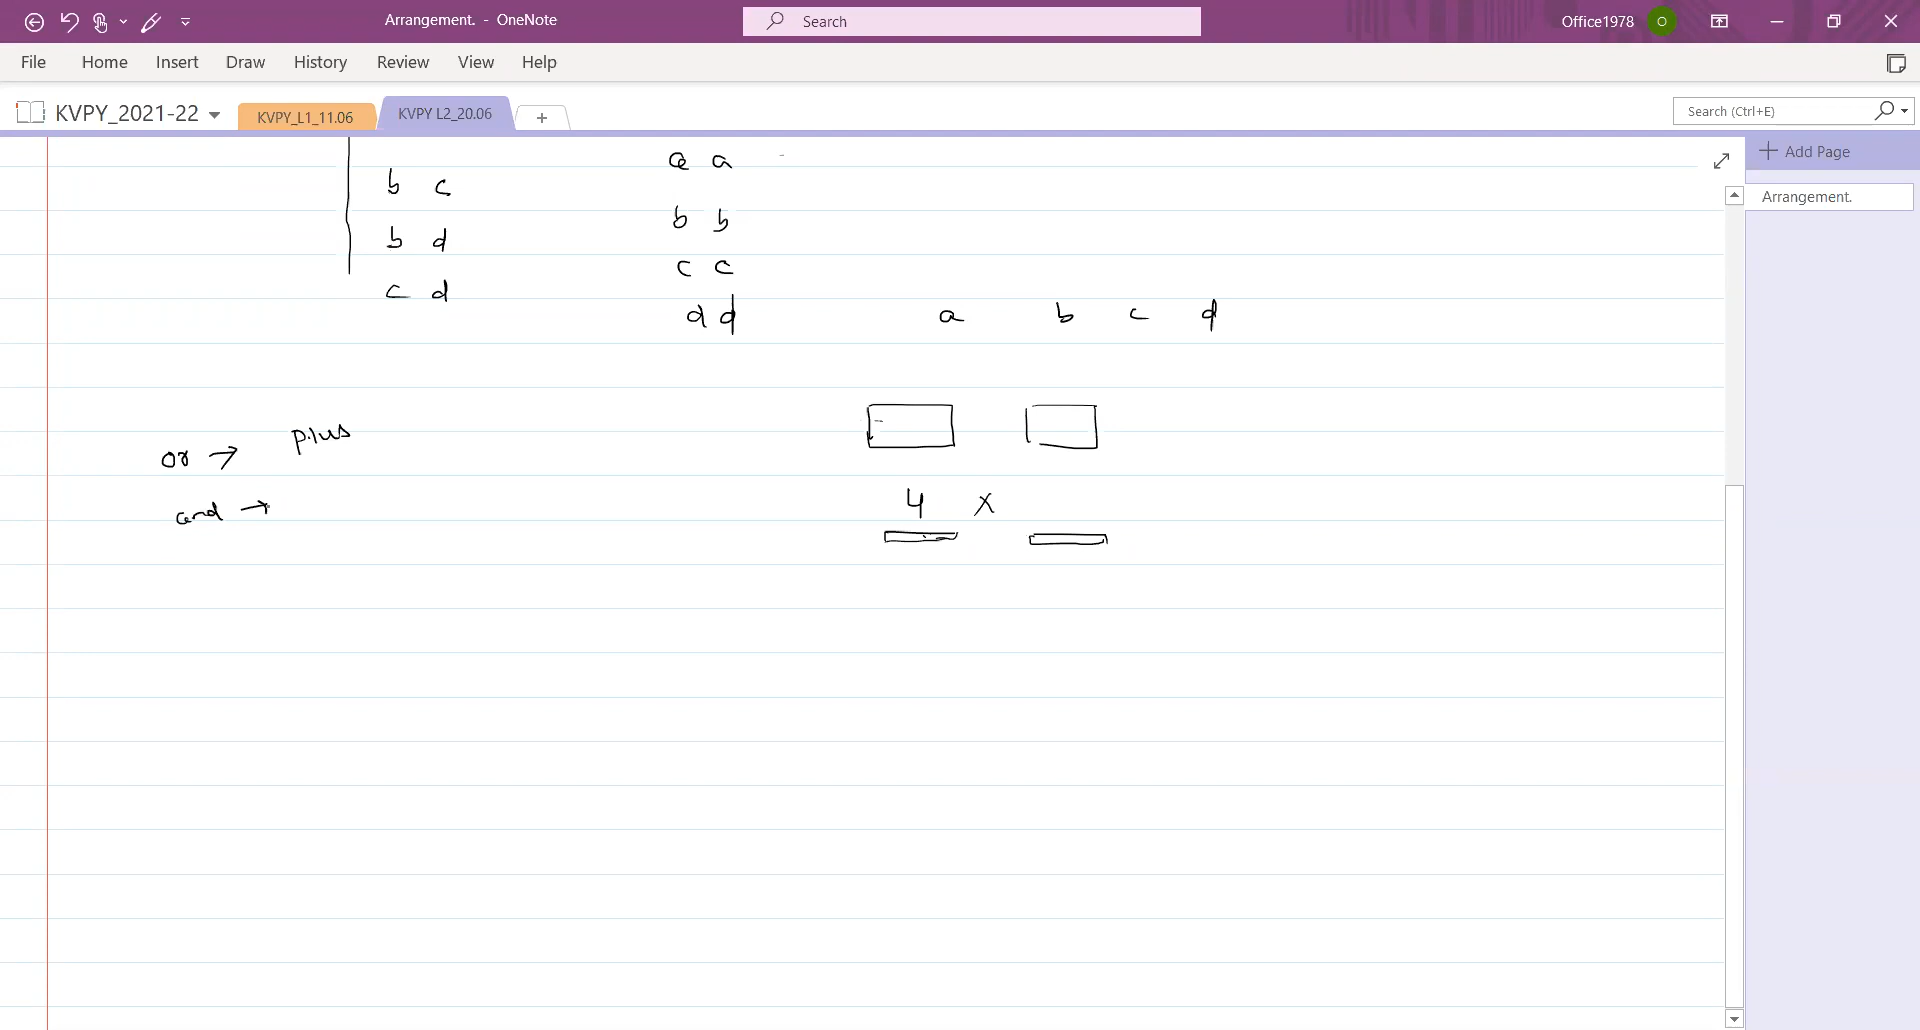 Arrangement. - OneNote
Search
Office1978
O
File Home Insert Draw History Review View Help
KVPY_2021-22
KVPY_L1_11.06
KVPY L2_20.06
+
Search (Ctrl+E)
Add Page
Arrangement.
a a
b c
b b
b d
c c
c d
d d
a b c d
or → plus
and →
4 X